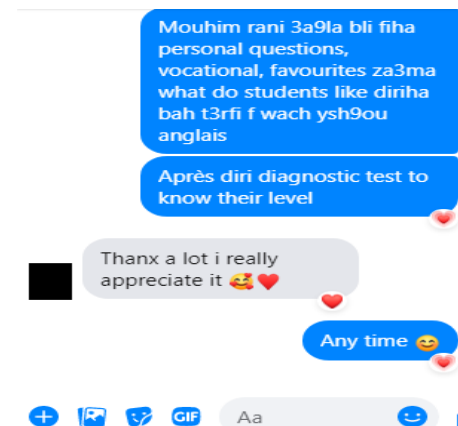 Mouhim rani 3a9la bli fiha
personal questions,
vocational, favourites za3ma
what do students like diriha
bah t3rfi f wach ysh9ou
anglais
Après diri diagnostic test to
know their level
Thanx a lot i really
appreciate it 🥰❤️
Any time 😊
GIF
Aa